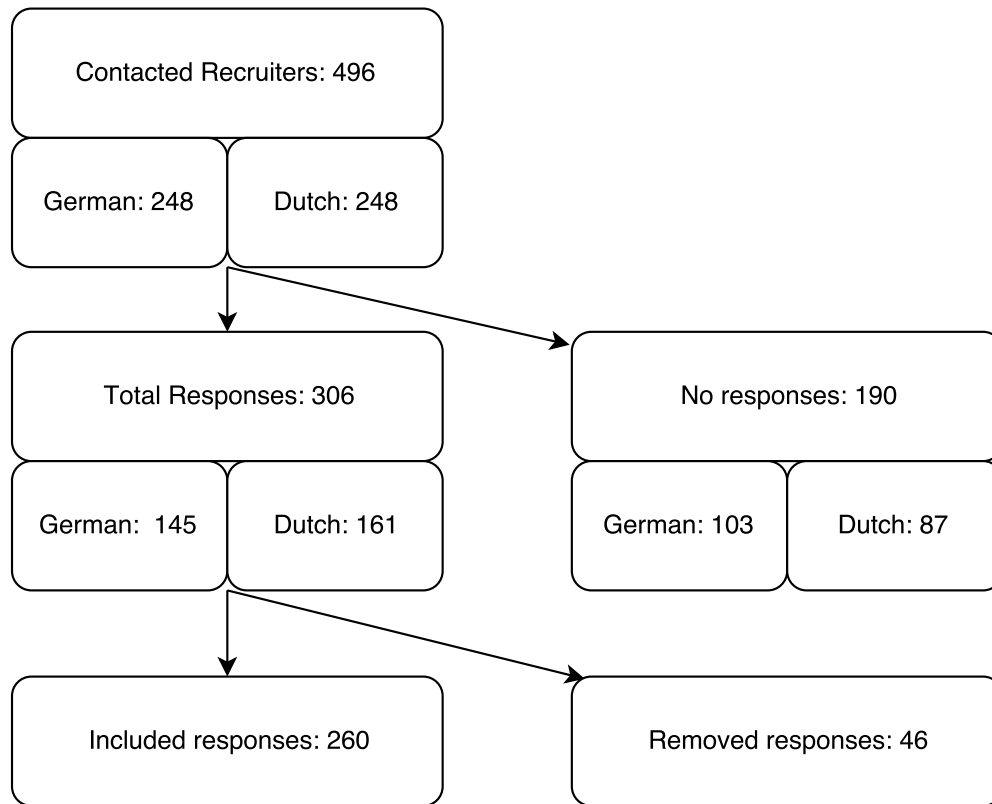 Contacted Recruiters: 496
German: 248
Dutch: 248
Total Responses: 306
No responses: 190
German:  145
Dutch: 161
German: 103
Dutch: 87
Included responses: 260
Removed responses: 46